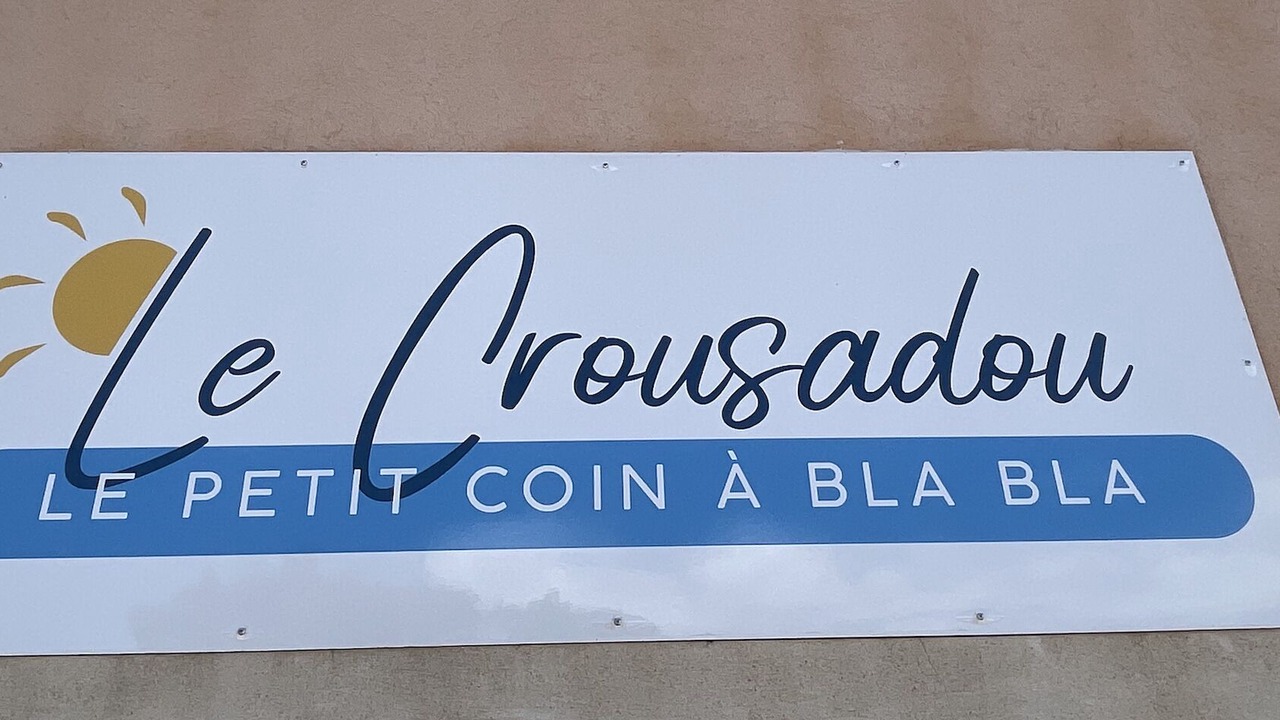 Le Crousadou
LE PETIT COIN À BLA BLA